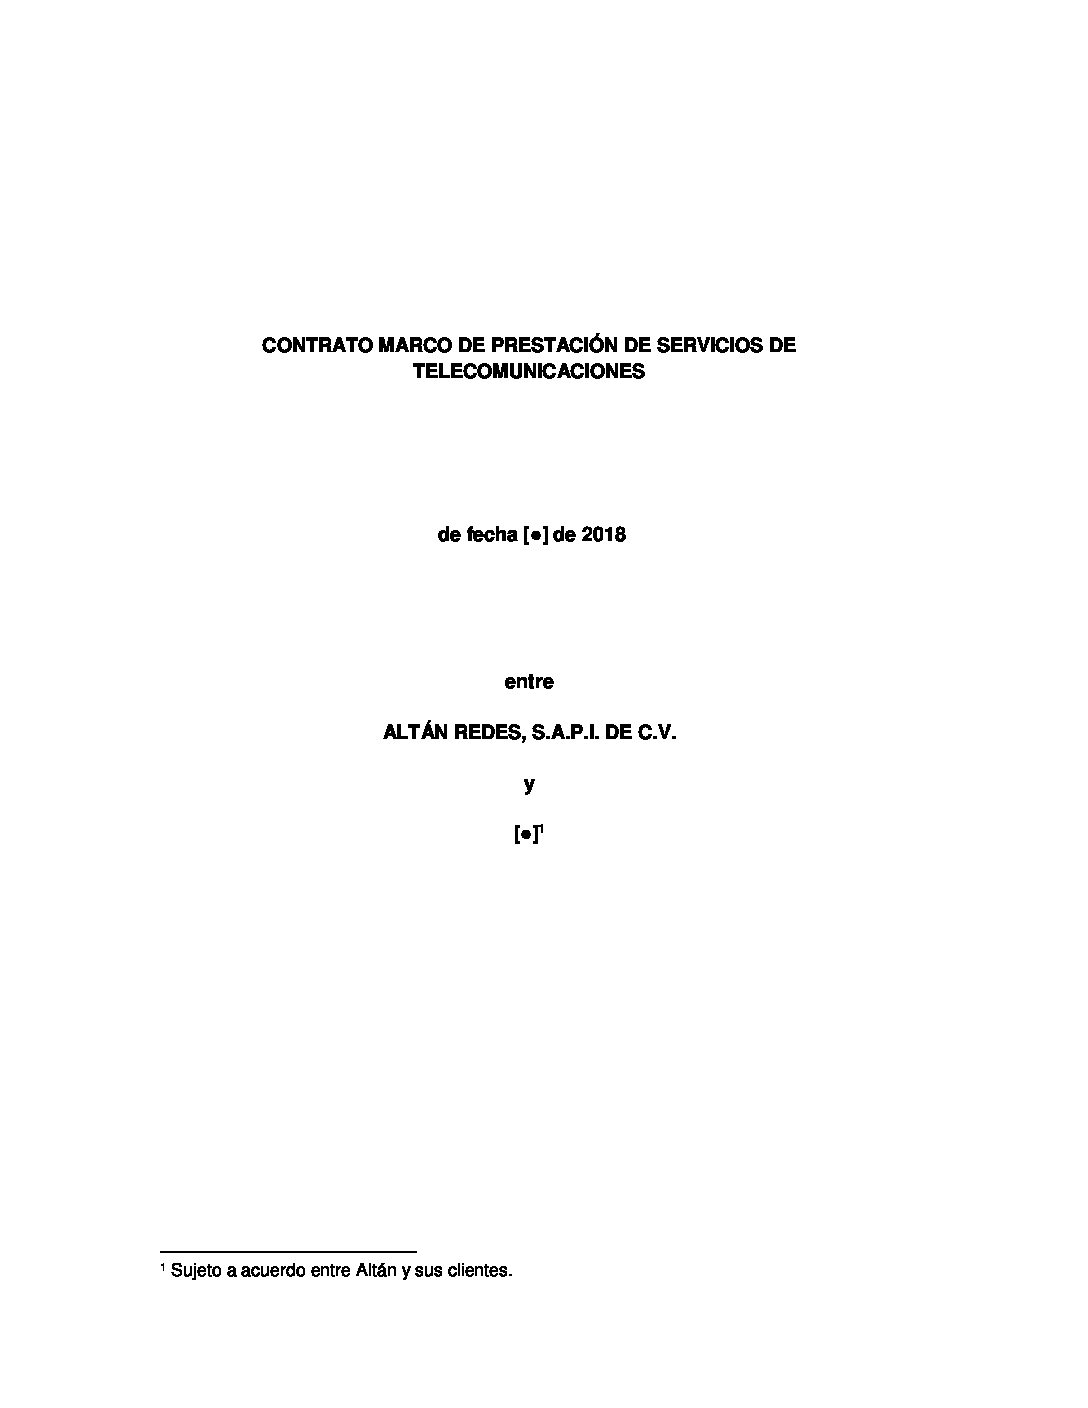 CONTRATO MARCO DE PRESTACIÓN DE SERVICIOS DE
TELECOMUNICACIONES
de fecha [●] de 2018
entre
ALTÁN REDES, S.A.P.I. DE C.V.
y
[●]¹
¹ Sujeto a acuerdo entre Altán y sus clientes.